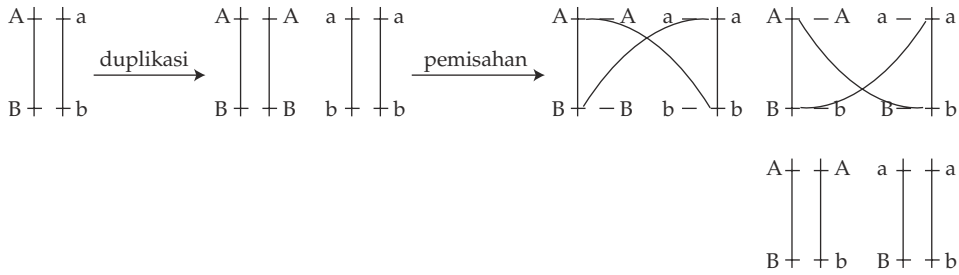 A a A A a a A A a a A A a a
duplikasi pemisahan
B b B B b b B B b b B b B b
A A a a
B b B b